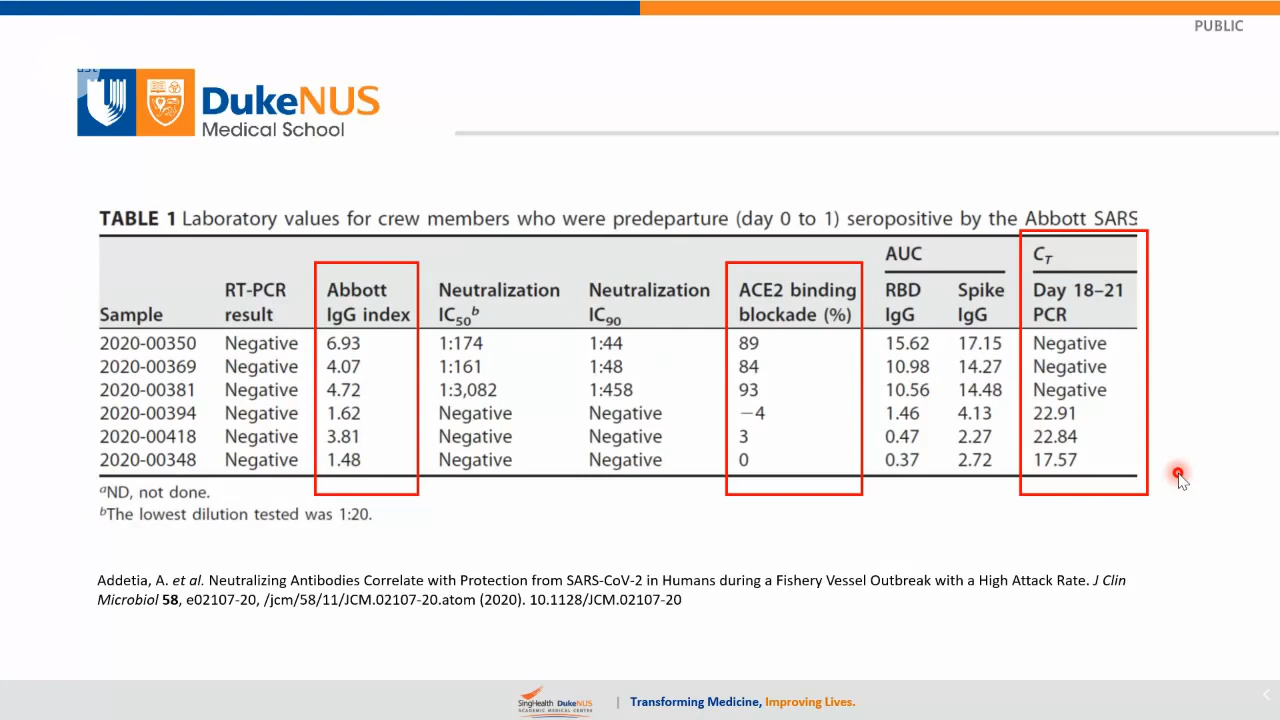 PUBLIC
DukeNUS
Medical School
TABLE 1 Laboratory values for crew members who were predeparture (day 0 to 1) seropositive by the Abbott SARS
AUC C_T
RT-PCR Abbott Neutralization Neutralization ACE2 binding RBD Spike Day 18–21
Sample result IgG index IC50^b IC90 blockade (%) IgG IgG PCR
2020-00350 Negative 6.93 1:174 1:44 89 15.62 17.15 Negative
2020-00369 Negative 4.07 1:161 1:48 84 10.98 14.27 Negative
2020-00381 Negative 4.72 1:3,082 1:458 93 10.56 14.48 Negative
2020-00394 Negative 1.62 Negative Negative −4 1.46 4.13 22.91
2020-00418 Negative 3.81 Negative Negative 3 0.47 2.27 22.84
2020-00348 Negative 1.48 Negative Negative 0 0.37 2.72 17.57
^aND, not done.
^bThe lowest dilution tested was 1:20.
Addetia, A. et al. Neutralizing Antibodies Correlate with Protection from SARS-CoV-2 in Humans during a Fishery Vessel Outbreak with a High Attack Rate. J Clin
Microbiol 58, e02107-20, /jcm/58/11/JCM.02107-20.atom (2020). 10.1128/JCM.02107-20
SingHealth DukeNUS
ACADEMIC MEDICAL CENTRE
| Transforming Medicine, Improving Lives.